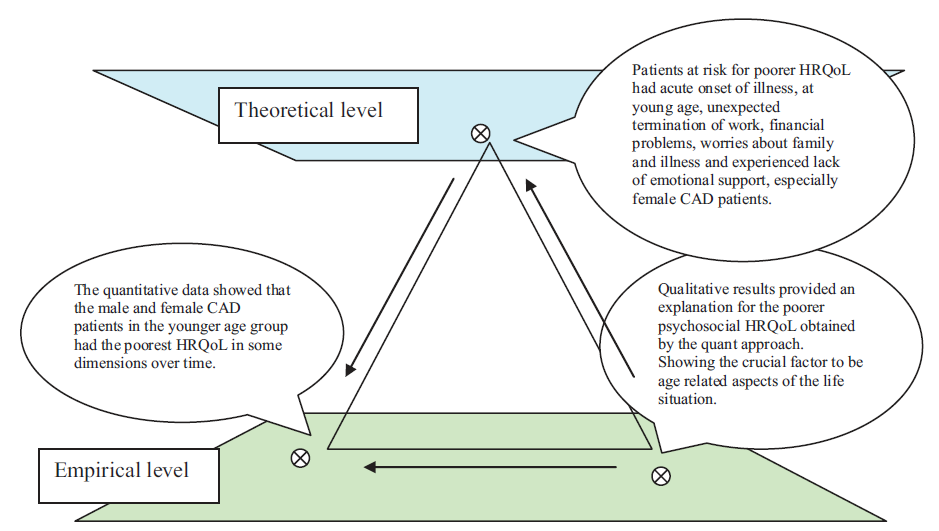 Theoretical level
Patients at risk for poorer HRQoL
had acute onset of illness, at
young age, unexpected
termination of work, financial
problems, worries about family
and illness and experienced lack
of emotional support, especially
female CAD patients.
The quantitative data showed that
the male and female CAD
patients in the younger age group
had the poorest HRQoL in some
dimensions over time.
Qualitative results provided an
explanation for the poorer
psychosocial HRQoL obtained
by the quant approach.
Showing the crucial factor to be
age related aspects of the life
situation.
Empirical level